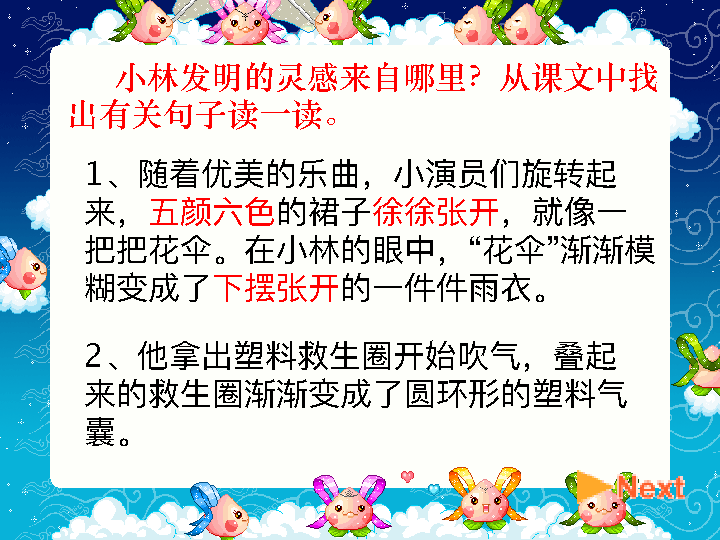 小林发明的灵感来自哪里？从课文中找
出有关句子读一读。
1、随着优美的乐曲，小演员们旋转起
来，五颜六色的裙子徐徐张开，就像一
把把花伞。在小林的眼中，“花伞”渐渐模
糊变成了下摆张开的一件件雨衣。
2、他拿出塑料救生圈开始吹气，叠起
来的救生圈渐渐变成了圆环形的塑料气
囊。
Next